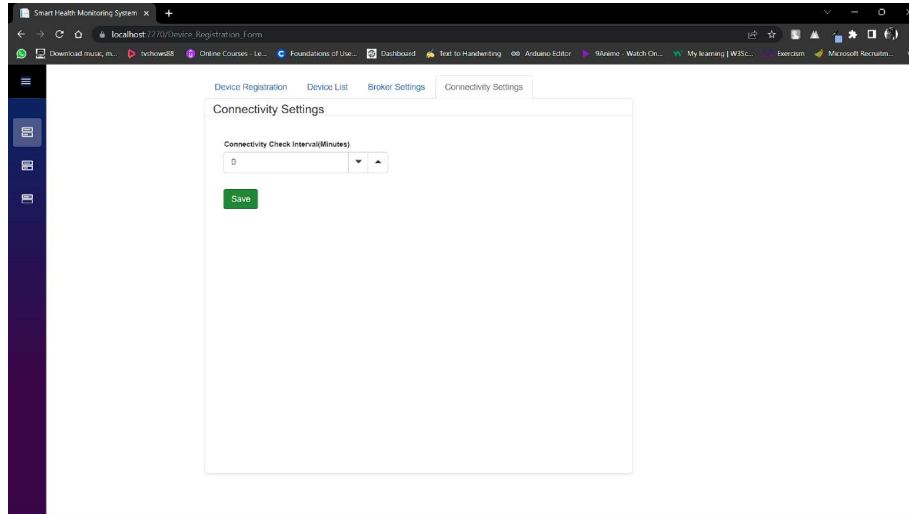 Smart Health Monitoring System
localhost:7270/Device_Registration_Form
Download music, m... tvshows88 Online Courses - Le... Foundations of Use... Dashboard Text to Handwriting Arduino Editor 9Anime - Watch On... My learning | W3Sc... Exercism Microsoft Recruitm...
Device Registration Device List Broker Settings Connectivity Settings
Connectivity Settings
Connectivity Check Interval(Minutes)
0
Save